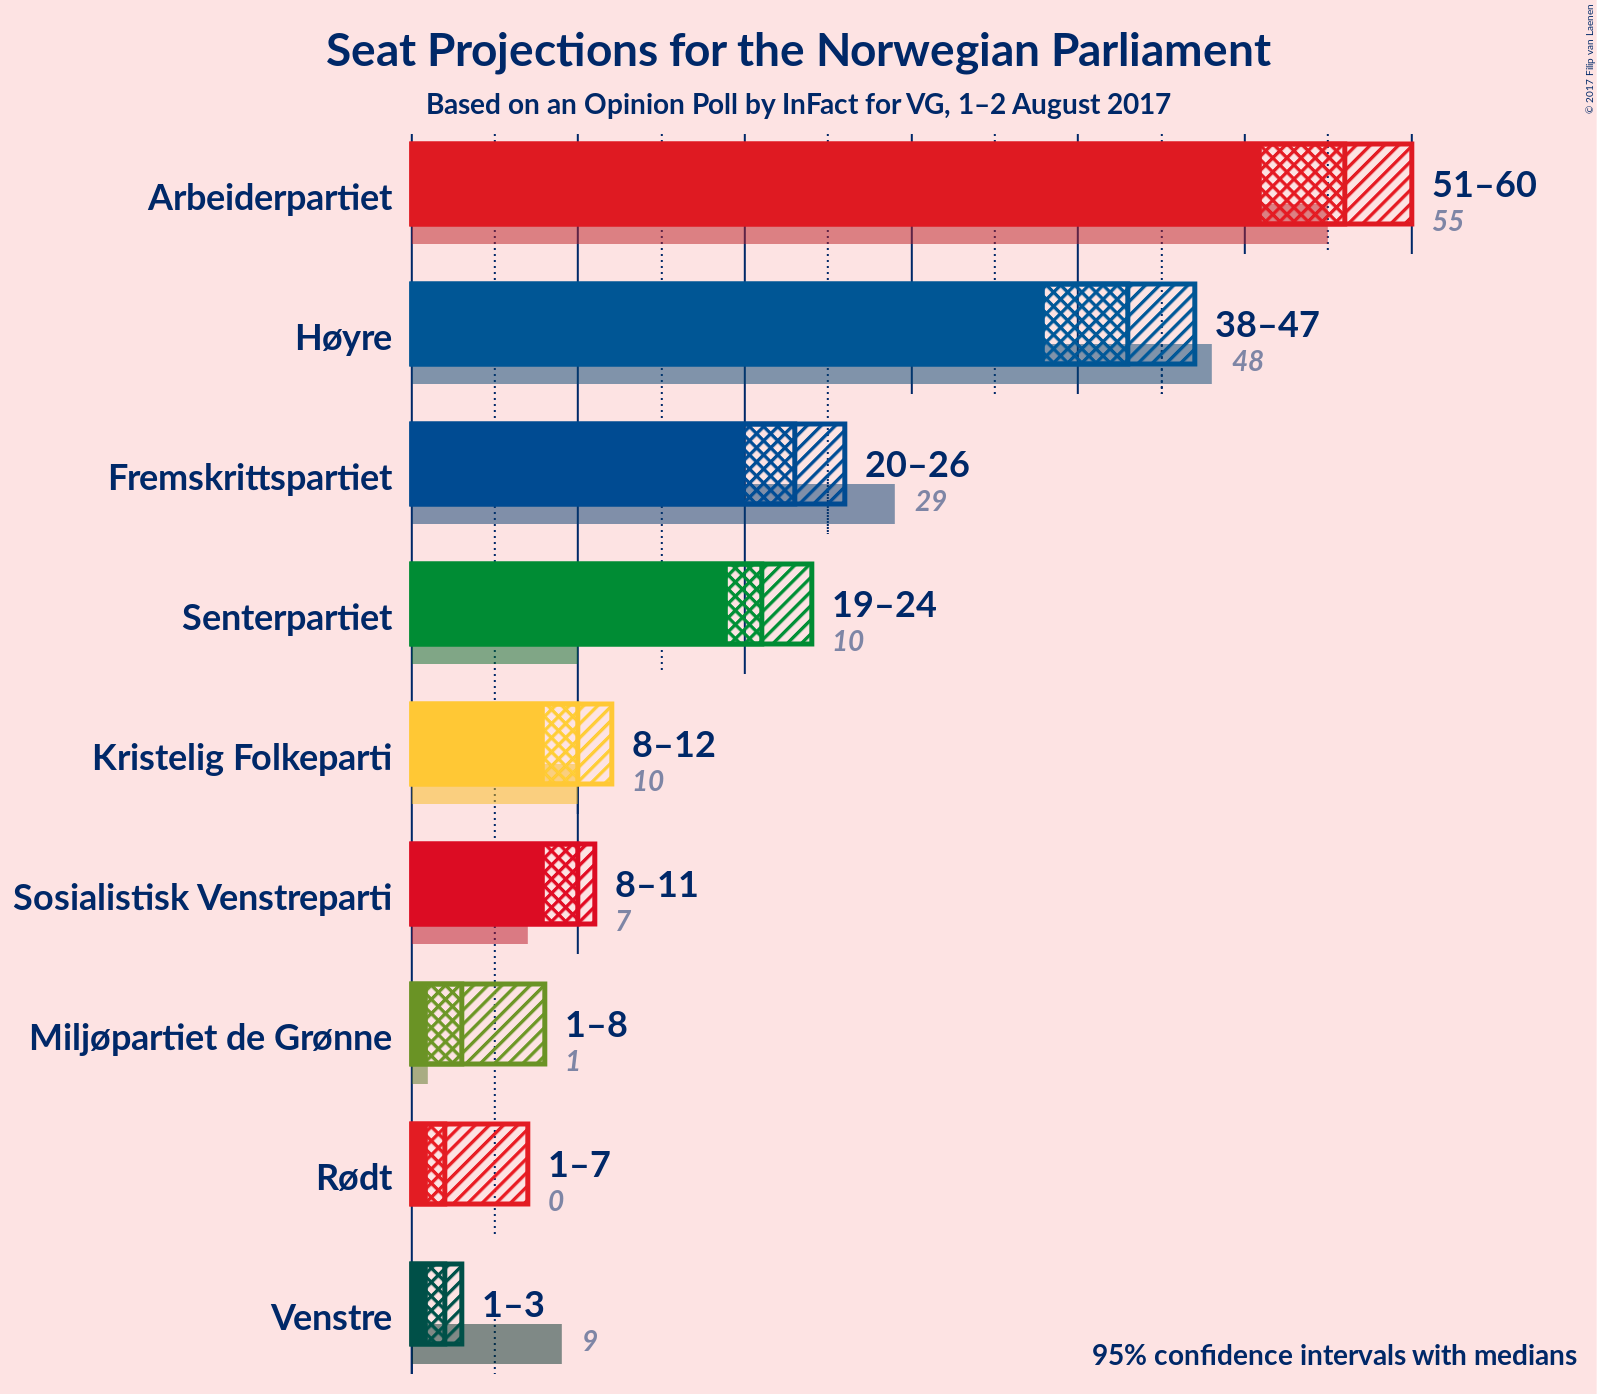 Seat Projections for the Norwegian Parliament
Based on an Opinion Poll by InFact for VG, 1–2 August 2017
© 2017 Filip van Laenen
Arbeiderpartiet
51–60
55
Høyre
38–47
48
Fremskrittspartiet
20–26
29
Senterpartiet
19–24
10
Kristelig Folkeparti
8–12
10
Sosialistisk Venstreparti
8–11
7
Miljøpartiet de Grønne
1–8
1
Rødt
1–7
0
Venstre
1–3
9
95% confidence intervals with medians